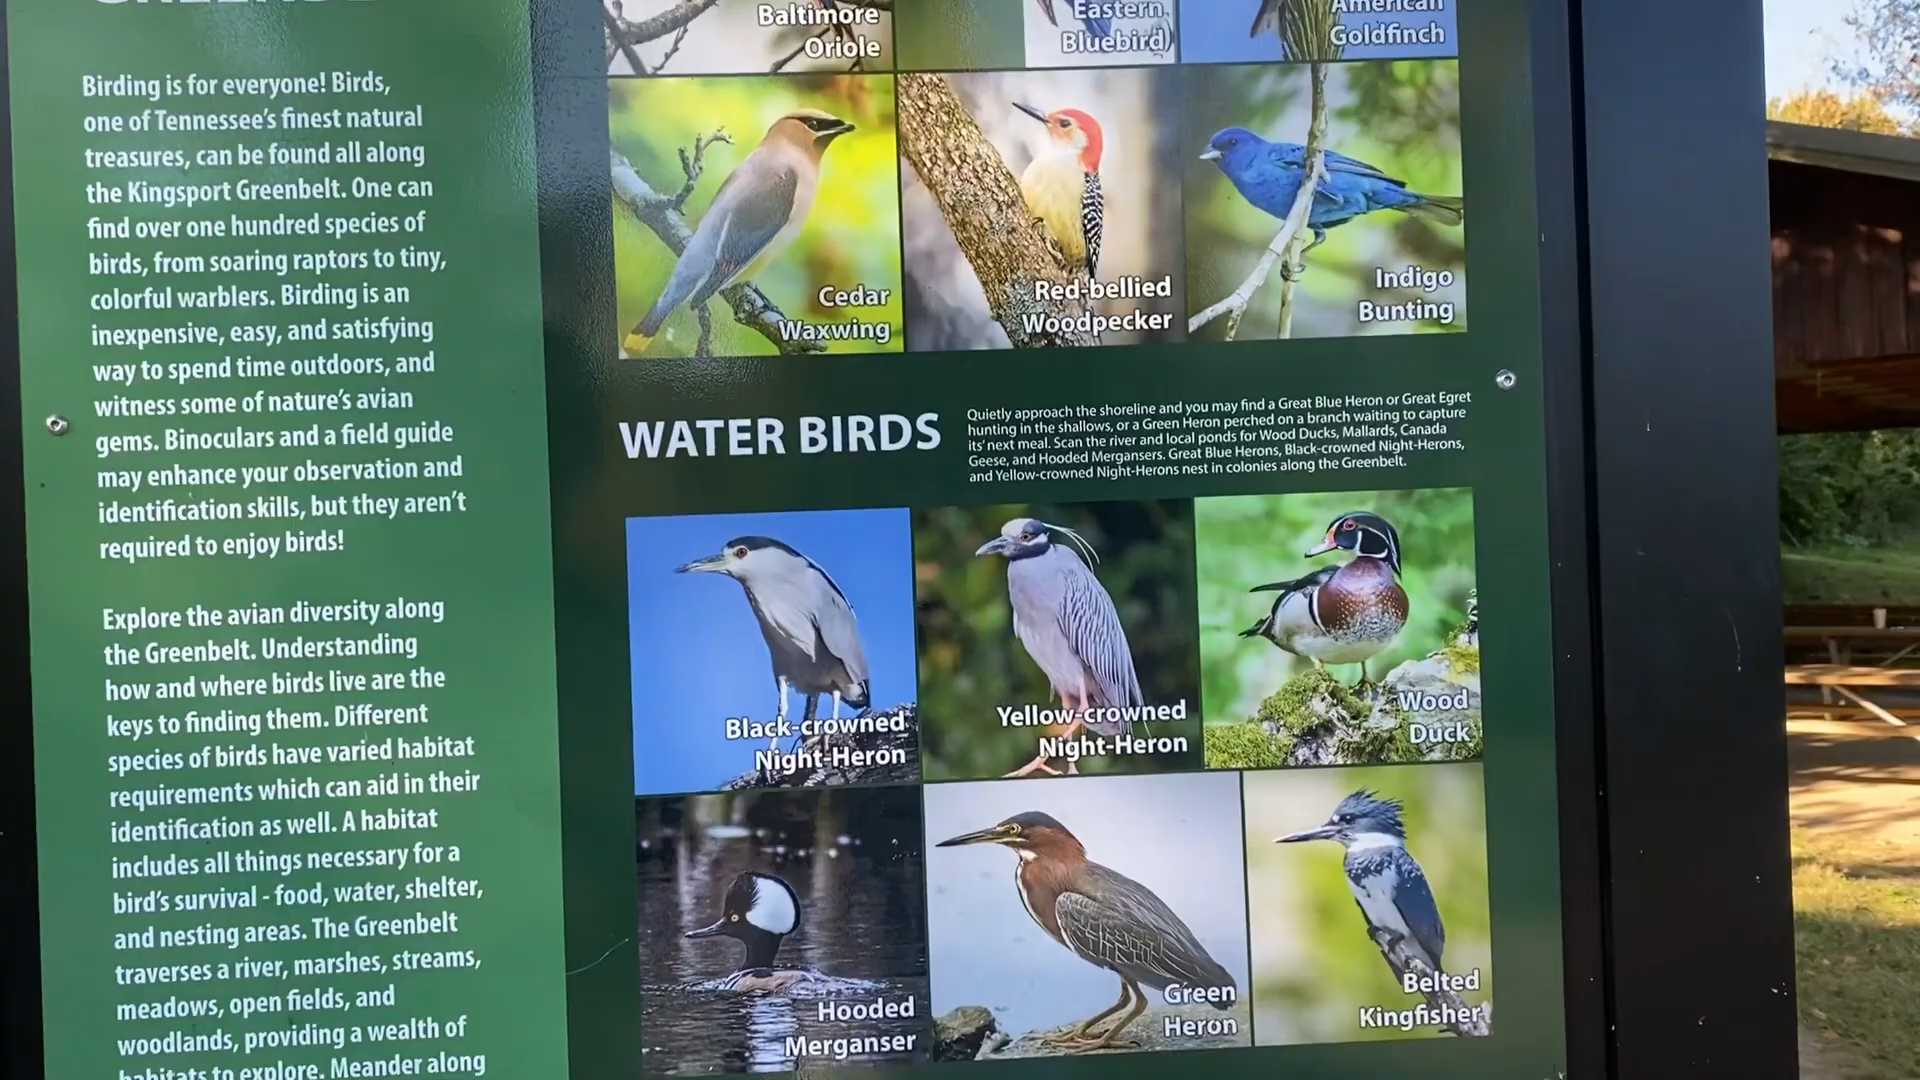 Birding is for everyone! Birds,
one of Tennessee's finest natural
treasures, can be found all along
the Kingsport Greenbelt. One can
find over one hundred species of
birds, from soaring raptors to tiny,
colorful warblers. Birding is an
inexpensive, easy, and satisfying
way to spend time outdoors, and
witness some of nature's avian
gems. Binoculars and a field guide
may enhance your observation and
identification skills, but they aren't
required to enjoy birds!
Explore the avian diversity along
the Greenbelt. Understanding
how and where birds live are the
keys to finding them. Different
species of birds have varied habitat
requirements which can aid in their
identification as well. A habitat
includes all things necessary for a
bird's survival - food, water, shelter,
and nesting areas. The Greenbelt
traverses a river, marshes, streams,
meadows, open fields, and
woodlands, providing a wealth of
habitats to explore. Meander along
Baltimore
Oriole
Eastern
Bluebird)
American
Goldfinch
Cedar
Waxwing
Red-bellied
Woodpecker
Indigo
Bunting
WATER BIRDS
Quietly approach the shoreline and you may find a Great Blue Heron or Great Egret
hunting in the shallows, or a Green Heron perched on a branch waiting to capture
its' next meal. Scan the river and local ponds for Wood Ducks, Mallards, Canada
Geese, and Hooded Mergansers. Great Blue Herons, Black-crowned Night-Herons,
and Yellow-crowned Night-Herons nest in colonies along the Greenbelt.
Black-crowned
Night-Heron
Yellow-crowned
Night-Heron
Wood
Duck
Hooded
Merganser
Green
Heron
Belted
Kingfisher